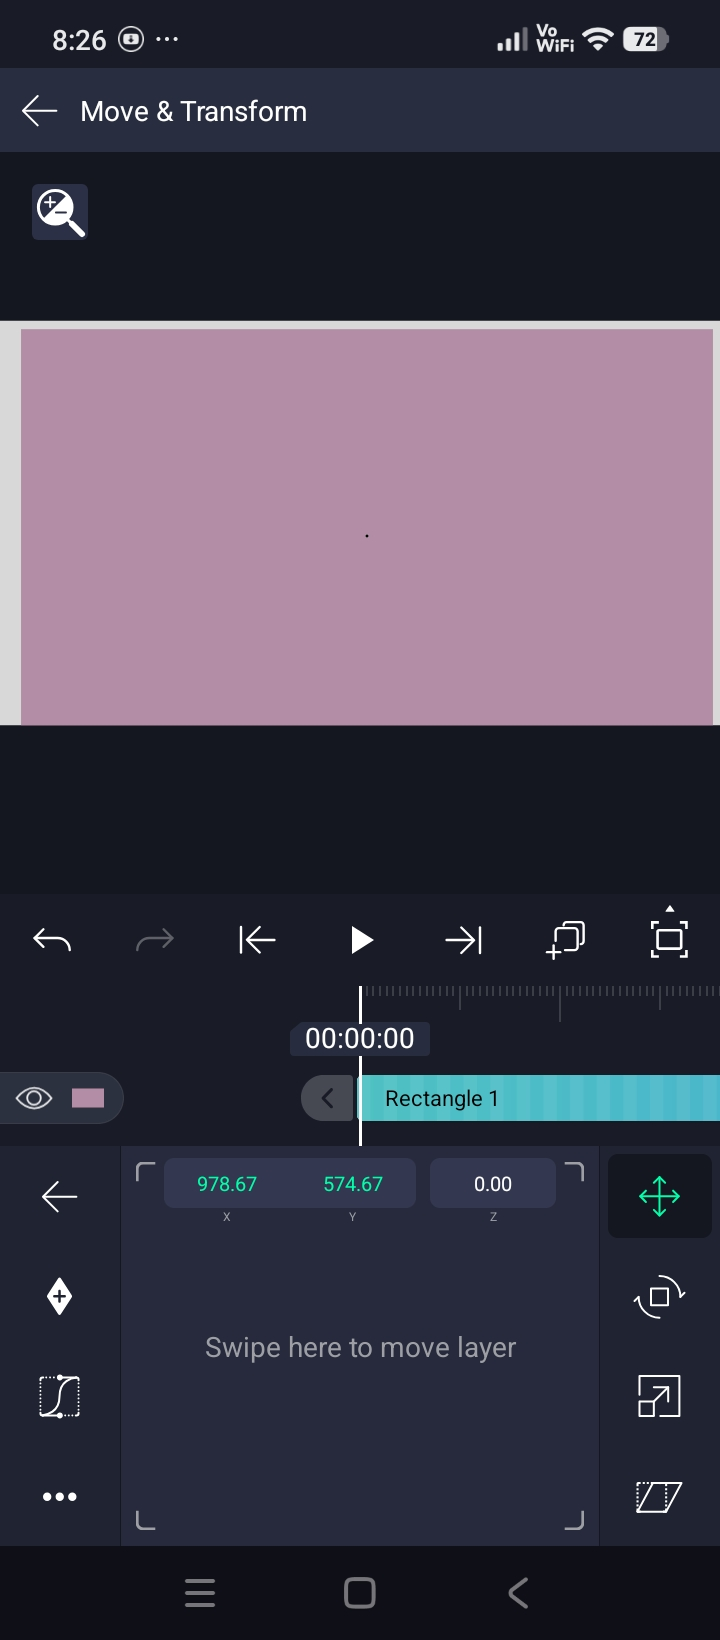 8:26
Vo
WiFi
72
Move & Transform
00:00:00
Rectangle 1
978.67 574.67 0.00
X Y Z
Swipe here to move layer